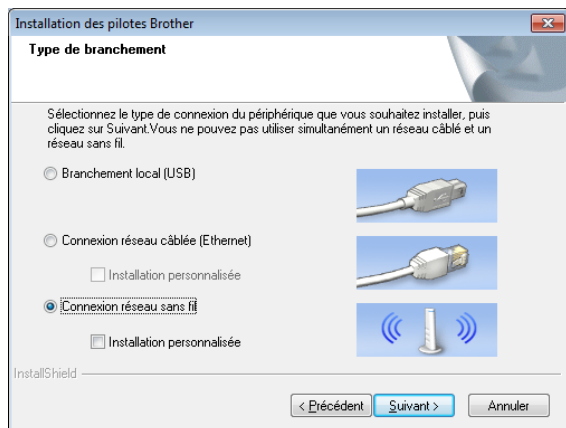 Installation des pilotes Brother
Type de branchement
Sélectionnez le type de connexion du périphérique que vous souhaitez installer, puis
cliquez sur Suivant.Vous ne pouvez pas utiliser simultanément un réseau câblé et un
réseau sans fil.
Branchement local (USB)
Connexion réseau câblée (Ethernet)
Installation personnalisée
Connexion réseau sans fil
Installation personnalisée
InstallShield
< Précédent
Suivant >
Annuler